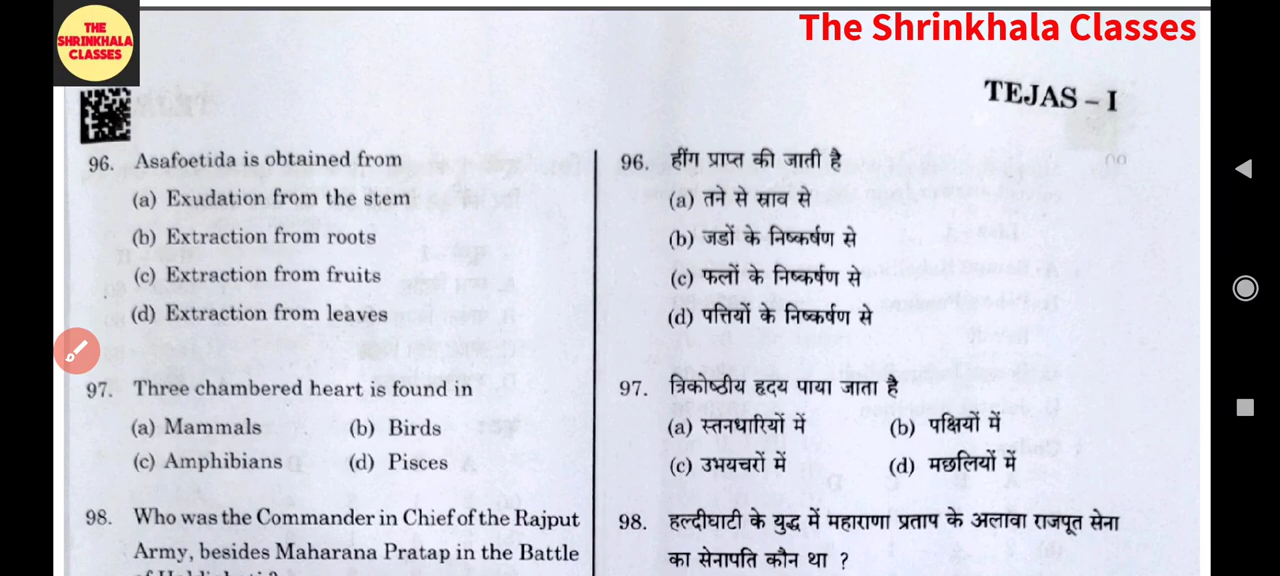 THE
SHRINKHALA
CLASSES
The Shrinkhala Classes
TEJAS – I
96. Asafoetida is obtained from
(a) Exudation from the stem
(b) Extraction from roots
(c) Extraction from fruits
(d) Extraction from leaves
97. Three chambered heart is found in
(a) Mammals (b) Birds
(c) Amphibians (d) Pisces
98. Who was the Commander in Chief of the Rajput
Army, besides Maharana Pratap in the Battle
96. हींग प्राप्त की जाती है
(a) तने से स्राव से
(b) जडों के निष्कर्षण से
(c) फलों के निष्कर्षण से
(d) पत्तियों के निष्कर्षण से
97. त्रिकोष्ठीय हृदय पाया जाता है
(a) स्तनधारियों में (b) पक्षियों में
(c) उभयचरों में (d) मछलियों में
98. हल्दीघाटी के युद्ध में महाराणा प्रताप के अलावा राजपूत सेना
का सेनापति कौन था ?